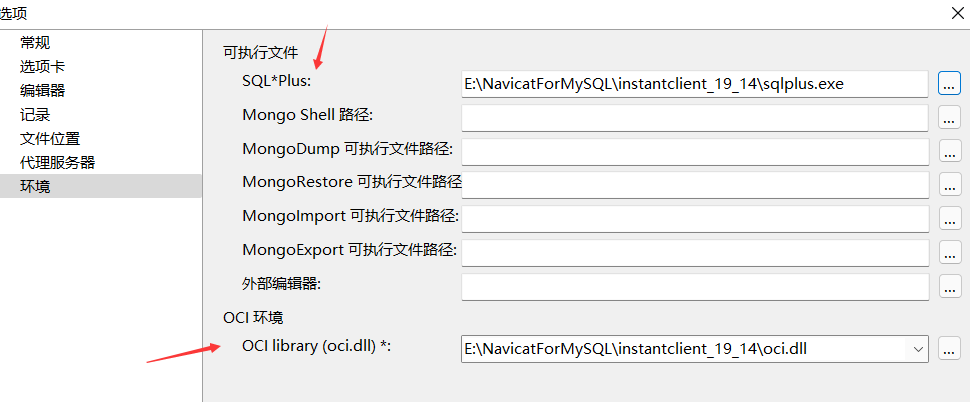 选项
常规
选项卡
编辑器
记录
文件位置
代理服务器
环境
可执行文件
SQL*Plus: E:\NavicatForMySQL\instantclient_19_14\sqlplus.exe ...
Mongo Shell 路径: ...
MongoDump 可执行文件路径: ...
MongoRestore 可执行文件路径 ...
MongoImport 可执行文件路径: ...
MongoExport 可执行文件路径: ...
外部编辑器: ...
OCI 环境
OCI library (oci.dll) *: E:\NavicatForMySQL\instantclient_19_14\oci.dll ...